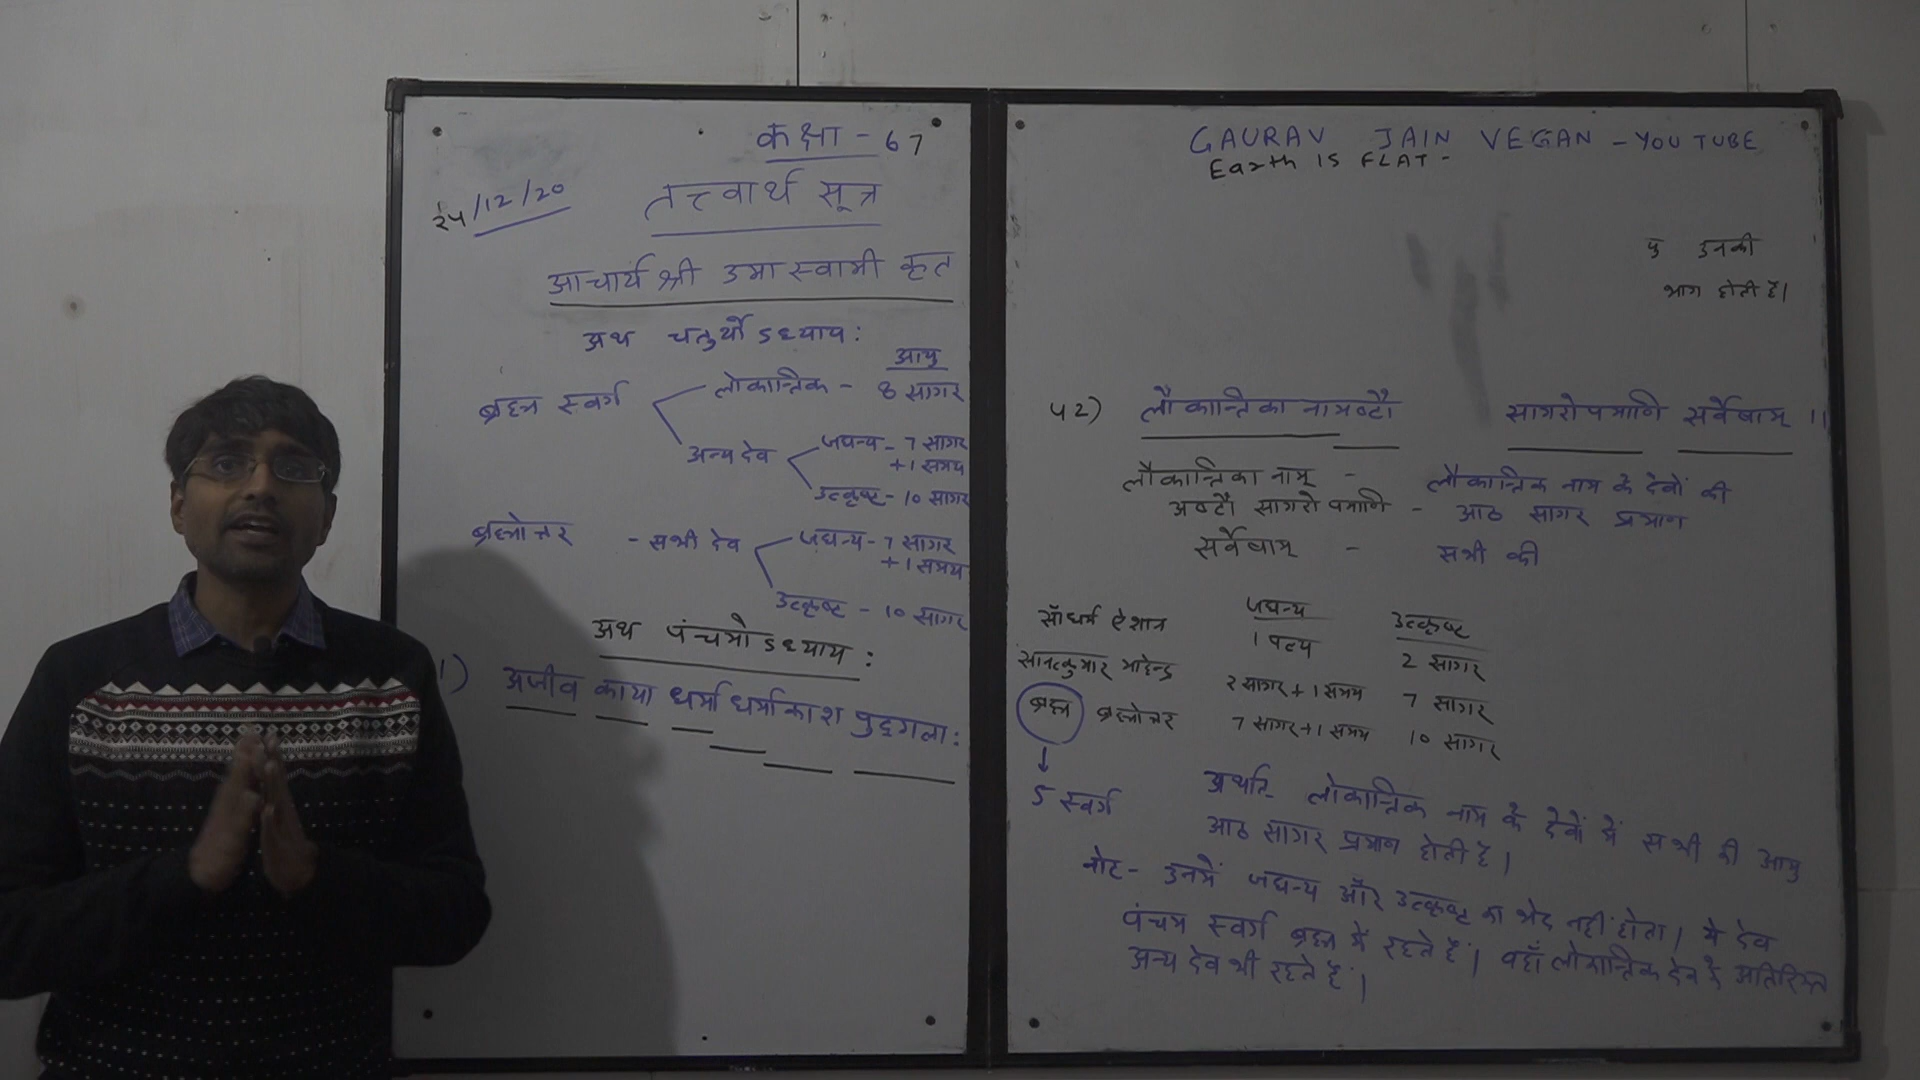 कक्षा - 67
२५/12/20
तत्त्वार्थ सूत्र
आचार्य श्री उमास्वामी कृत
अथ चतुर्थोऽध्यायः
आयु
ब्रह्म स्वर्ग
लोकान्तिक - 8 सागर
अन्य देव
जघन्य - 7 सागर
+1 समय
उत्कृष्ट - 10 सागर
ब्रह्मोत्तर - सभी देव
जघन्य - 7 सागर
+1 समय
उत्कृष्ट - 10 सागर
अथ पंचमोऽध्याय :
1) अजीव काया धर्माधर्माकाश पुद्गलाः
GAURAV JAIN VEGAN - YOU TUBE
Earth IS FLAT -
उनकी
भाग होती है।
42) लौकान्तिकानामष्टौ सागरोपमाणि सर्वेषाम् ।।
लौकान्तिकानाम् - लौकान्तिक नाम के देवों की
अष्टौ सागरोपमाणि - आठ सागर प्रमाण
सर्वेषाम् - सभी की
जघन्य उत्कृष्ट
सौधर्म ऐशान 1 पल्य 2 सागर
सानत्कुमार माहेन्द्र 2 सागर + 1 समय 7 सागर
ब्रह्म ब्रह्मोत्तर 7 सागर + 1 समय 10 सागर
5 स्वर्ग
अर्थात- लोकान्तिक नाम के देवों में सभी की आयु
आठ सागर प्रमाण होती है।
नोट - उनमें जघन्य और उत्कृष्ट का भेद नहीं होता। ये देव
पंचम स्वर्ग ब्रह्म में रहते हैं। वहाँ लोकान्तिक देव के अतिरिक्त
अन्य देव भी रहते हैं।